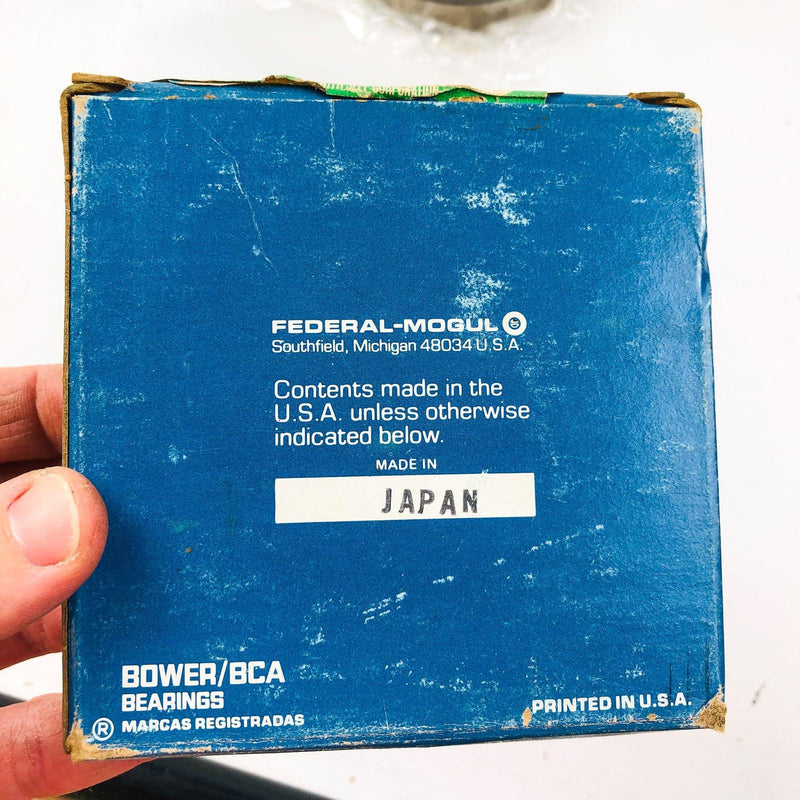 CORPORATION
FEDERAL-MOGUL
Southfield, Michigan 48034 U.S.A.
Contents made in the
U.S.A. unless otherwise
indicated below.
MADE IN
JAPAN
BOWER/BCA
BEARINGS
® MARCAS REGISTRADAS
PRINTED IN U.S.A.